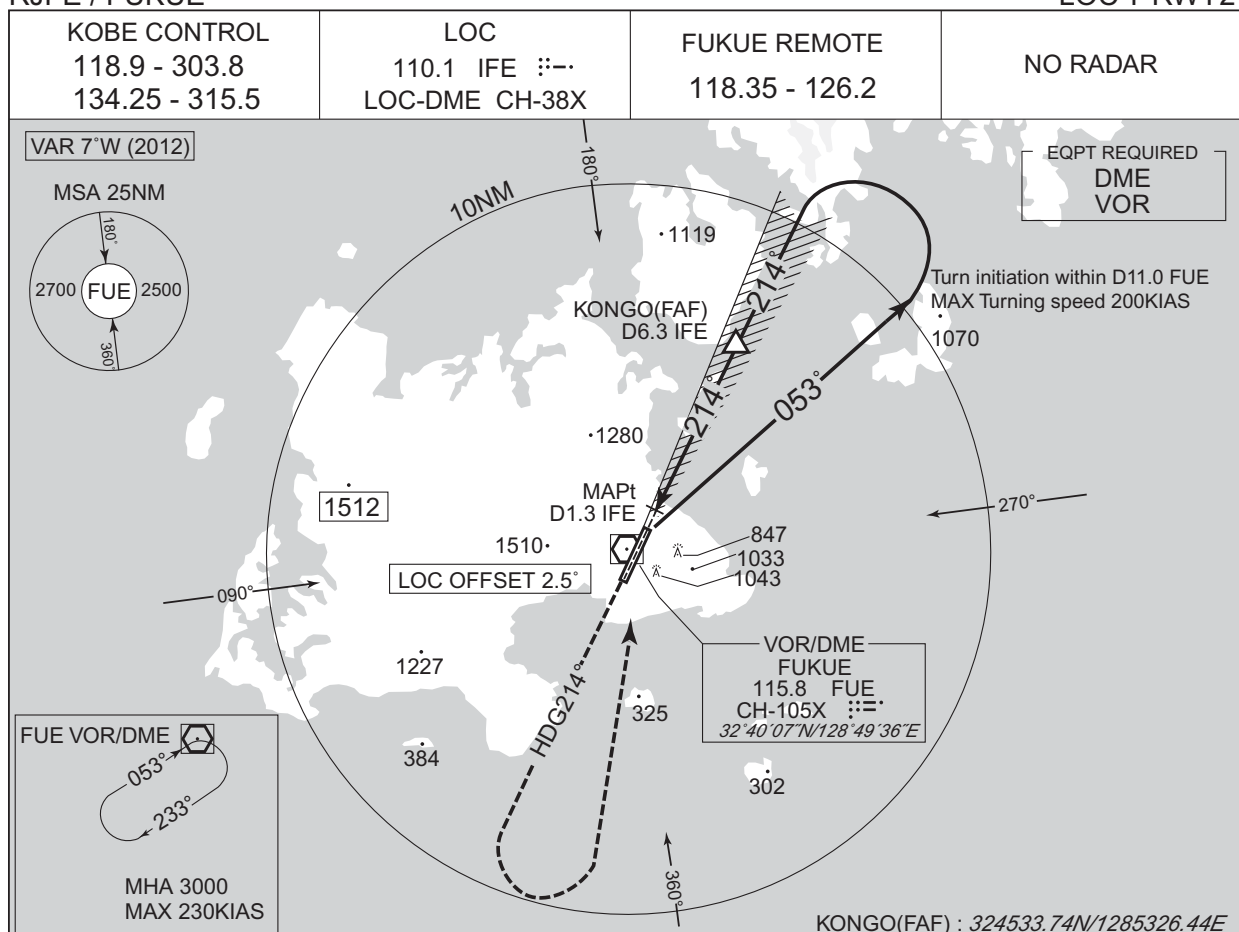 RJFE / FUKUE
LOC
KOBE CONTROL
118.9 - 303.8
134.25 - 315.5
LOC
110.1 IFE
LOC-DME CH-38X
FUKUE REMOTE
118.35 - 126.2
NO RADAR
VAR 7°W (2012)
MSA 25NM
180°
2700
FUE
2500
360°
10NM
180°
EQPT REQUIRED
DME
VOR
1119
214°
Turn initiation within D11.0 FUE
MAX Turning speed 200KIAS
KONGO(FAF)
D6.3 IFE
1070
214°
053°
1280
1512
MAPt
D1.3 IFE
270°
1510
847
1033
1043
LOC OFFSET 2.5°
090°
VOR/DME
FUKUE
115.8 FUE
CH-105X
32°40´07˝N/128°49´36˝E
1227
HDG214°
325
384
302
FUE VOR/DME
053°
233°
MHA 3000
MAX 230KIAS
360°
KONGO(FAF) : 324533.74N/1285326.44E